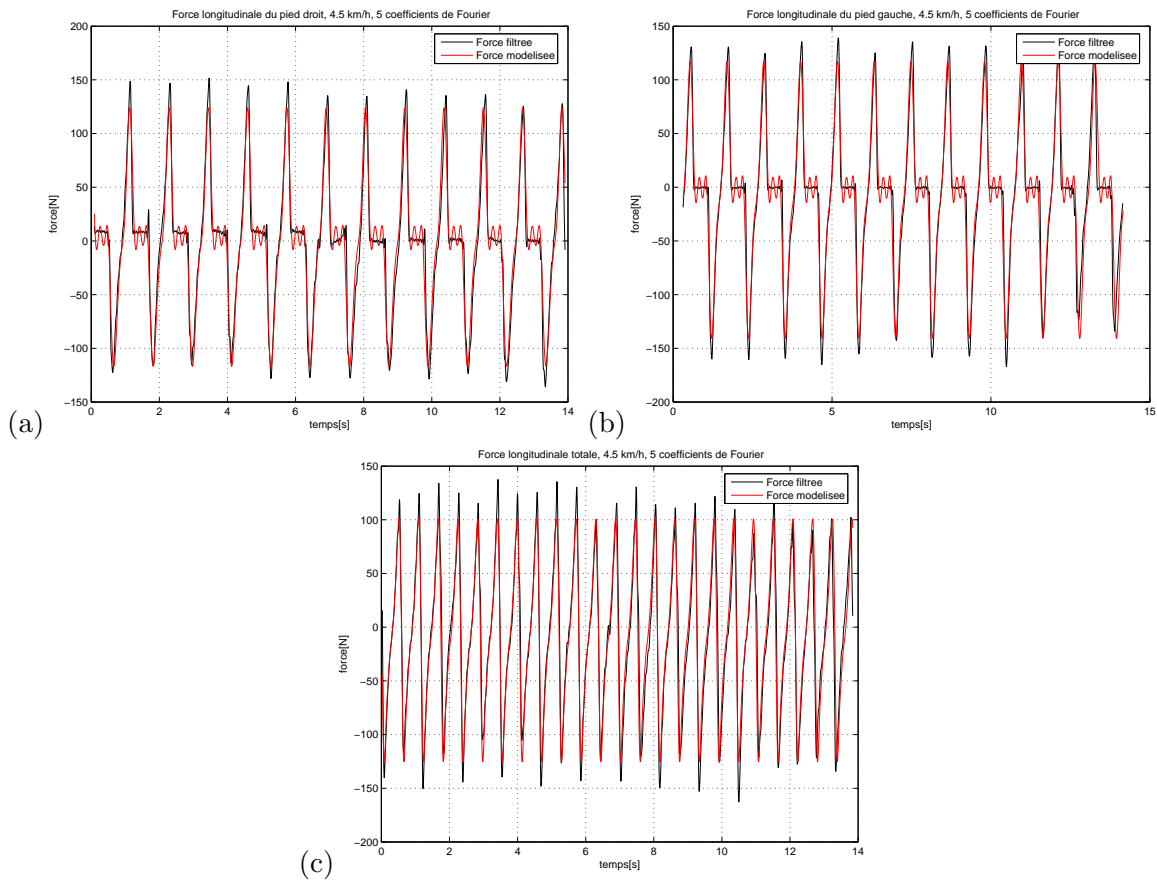 Force longitudinale du pied droit, 4.5 km/h, 5 coefficients de Fourier
200
150
100
50
0
−50
−100
−150
force[N]
0 2 4 6 8 10 12 14
temps[s]
Force filtree
Force modelisee
(a)
Force longitudinale du pied gauche, 4.5 km/h, 5 coefficients de Fourier
150
100
50
0
−50
−100
−150
−200
force[N]
0 5 10 15
temps[s]
Force filtree
Force modelisee
(b)
Force longitudinale totale, 4.5 km/h, 5 coefficients de Fourier
150
100
50
0
−50
−100
−150
−200
force[N]
0 2 4 6 8 10 12 14
temps[s]
Force filtree
Force modelisee
(c)